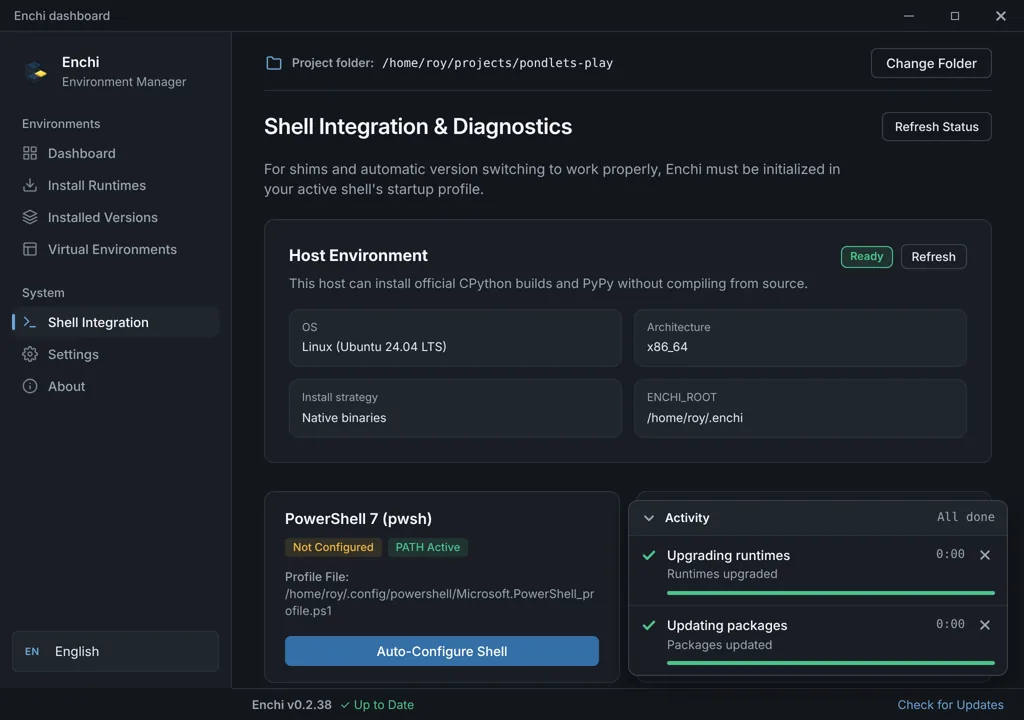 Enchi dashboard
Enchi
Environment Manager
Environments
Dashboard
Install Runtimes
Installed Versions
Virtual Environments
System
Shell Integration
Settings
About
EN English
Project folder: /home/roy/projects/pondlets-play
Change Folder
Shell Integration & Diagnostics
Refresh Status
For shims and automatic version switching to work properly, Enchi must be initialized in
your active shell's startup profile.
Host Environment
Ready
Refresh
This host can install official CPython builds and PyPy without compiling from source.
OS
Linux (Ubuntu 24.04 LTS)
Architecture
x86_64
Install strategy
Native binaries
ENCHI_ROOT
/home/roy/.enchi
PowerShell 7 (pwsh)
Not Configured
PATH Active
Profile File:
/home/roy/.config/powershell/Microsoft.PowerShell_pr
ofile.ps1
Auto-Configure Shell
Activity
All done
Upgrading runtimes
0:00
Runtimes upgraded
Updating packages
0:00
Packages updated
Enchi v0.2.38
Up to Date
Check for Updates